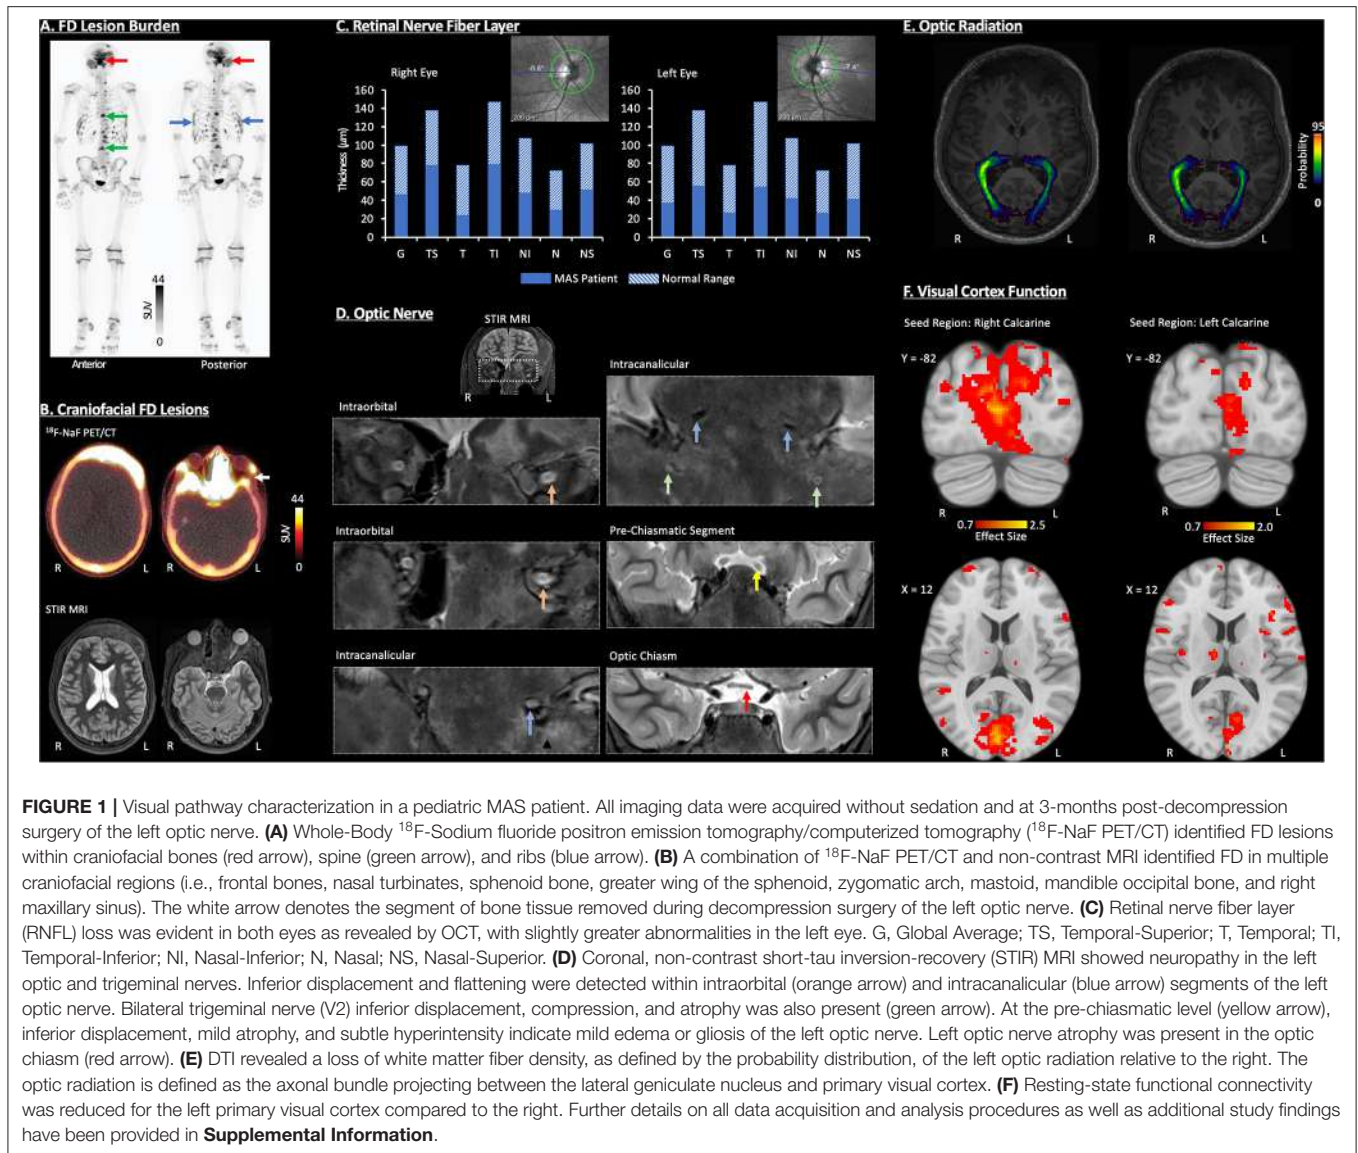 A. FD Lesion Burden
44
SUV
0
Anterior
Posterior
B. Craniofacial FD Lesions
18F-NaF PET/CT
44
SUV
0
R
L
R
L
STIR MRI
R
L
R
L
C. Retinal Nerve Fiber Layer
Right Eye
Left Eye
Thickness (µm)
160
140
120
100
80
60
40
20
0
G TS T TI NI N NS
160
140
120
100
80
60
40
20
0
G TS T TI NI N NS
MAS Patient
Normal Range
D. Optic Nerve
STIR MRI
R
L
Intraorbital
Intraorbital
Intracanalicular
Intracanalicular
Pre-Chiasmatic Segment
Optic Chiasm
E. Optic Radiation
R
L
R
L
95
Probability
0
F. Visual Cortex Function
Seed Region: Right Calcarine
Seed Region: Left Calcarine
Y = -82
Y = -82
R
L
R
L
0.7
2.5
Effect Size
0.7
2.0
Effect Size
X = 12
X = 12
R
L
R
L
FIGURE 1 | Visual pathway characterization in a pediatric MAS patient. All imaging data were acquired without sedation and at 3-months post-decompression
surgery of the left optic nerve. (A) Whole-Body 18F-Sodium fluoride positron emission tomography/computerized tomography (18F-NaF PET/CT) identified FD lesions
within craniofacial bones (red arrow), spine (green arrow), and ribs (blue arrow). (B) A combination of 18F-NaF PET/CT and non-contrast MRI identified FD in multiple
craniofacial regions (i.e., frontal bones, nasal turbinates, sphenoid bone, greater wing of the sphenoid, zygomatic arch, mastoid, mandible occipital bone, and right
maxillary sinus). The white arrow denotes the segment of bone tissue removed during decompression surgery of the left optic nerve. (C) Retinal nerve fiber layer
(RNFL) loss was evident in both eyes as revealed by OCT, with slightly greater abnormalities in the left eye. G, Global Average; TS, Temporal-Superior; T, Temporal; TI,
Temporal-Inferior; NI, Nasal-Inferior; N, Nasal; NS, Nasal-Superior. (D) Coronal, non-contrast short-tau inversion-recovery (STIR) MRI showed neuropathy in the left
optic and trigeminal nerves. Inferior displacement and flattening were detected within intraorbital (orange arrow) and intracanalicular (blue arrow) segments of the left
optic nerve. Bilateral trigeminal nerve (V2) inferior displacement, compression, and atrophy was also present (green arrow). At the pre-chiasmatic level (yellow arrow),
inferior displacement, mild atrophy, and subtle hyperintensity indicate mild edema or gliosis of the left optic nerve. Left optic nerve atrophy was present in the optic
chiasm (red arrow). (E) DTI revealed a loss of white matter fiber density, as defined by the probability distribution, of the left optic radiation relative to the right. The
optic radiation is defined as the axonal bundle projecting between the lateral geniculate nucleus and primary visual cortex. (F) Resting-state functional connectivity
was reduced for the left primary visual cortex compared to the right. Further details on all data acquisition and analysis procedures as well as additional study findings
have been provided in Supplemental Information.